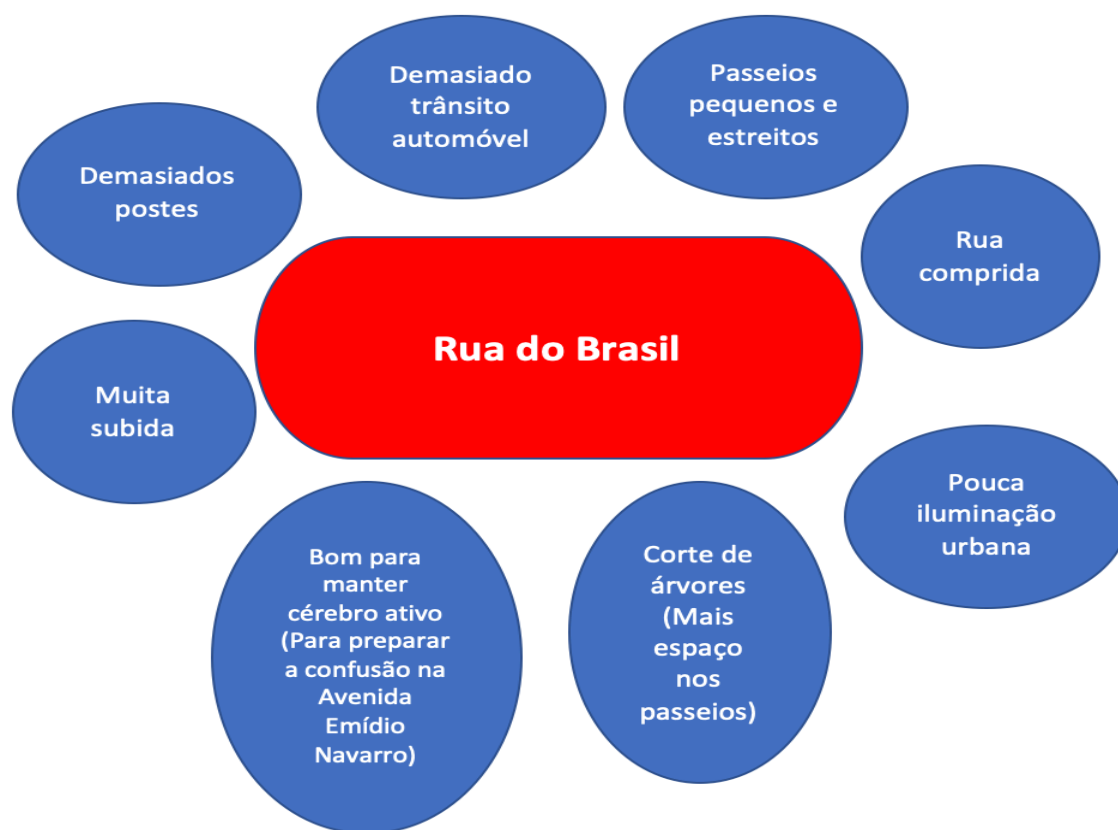 Demasiado
trânsito
automóvel
Passeios
pequenos e
estreitos
Demasiados
postes
Rua
comprida
Rua do Brasil
Muita
subida
Pouca
iluminação
urbana
Bom para
manter
cérebro ativo
(Para preparar
a confusão na
Avenida
Emídio
Navarro)
Corte de
árvores
(Mais
espaço
nos
passeios)